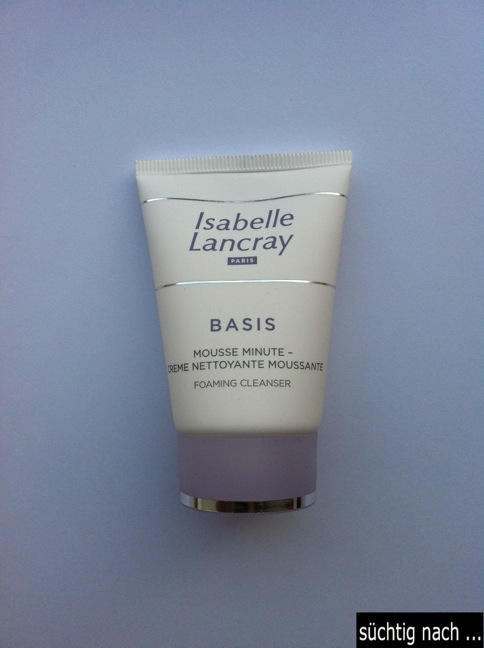 Isabelle
Lancray
PARIS
BASIS
MOUSSE MINUTE –
CREME NETTOYANTE MOUSSANTE
FOAMING CLEANSER
süchtig nach ...